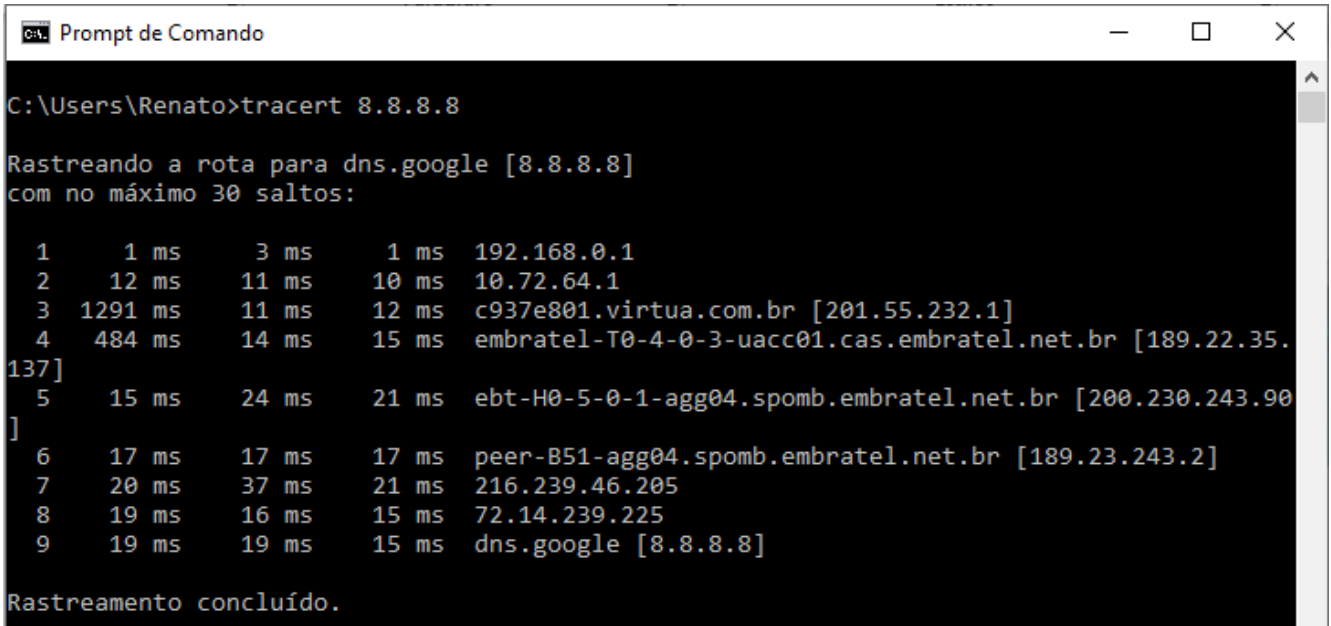 Prompt de Comando
C:\Users\Renato>tracert 8.8.8.8
Rastreando a rota para dns.google [8.8.8.8]
com no máximo 30 saltos:
1 1 ms 3 ms 1 ms 192.168.0.1
2 12 ms 11 ms 10 ms 10.72.64.1
3 1291 ms 11 ms 12 ms c937e801.virtua.com.br [201.55.232.1]
4 484 ms 14 ms 15 ms embratel-T0-4-0-3-uacc01.cas.embratel.net.br [189.22.35.
137]
5 15 ms 24 ms 21 ms ebt-H0-5-0-1-agg04.spomb.embratel.net.br [200.230.243.90
]
6 17 ms 17 ms 17 ms peer-B51-agg04.spomb.embratel.net.br [189.23.243.2]
7 20 ms 37 ms 21 ms 216.239.46.205
8 19 ms 16 ms 15 ms 72.14.239.225
9 19 ms 19 ms 15 ms dns.google [8.8.8.8]
Rastreamento concluído.